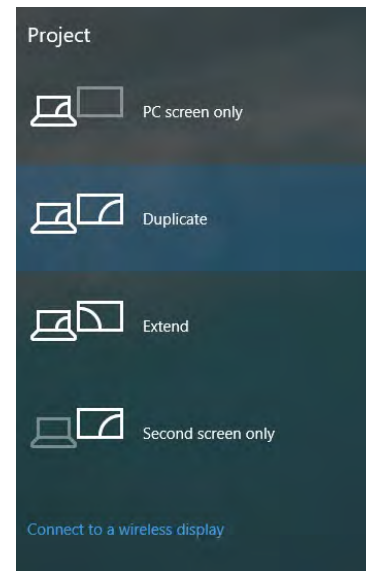 Project
PC screen only
Duplicate
Extend
Second screen only
Connect to a wireless display